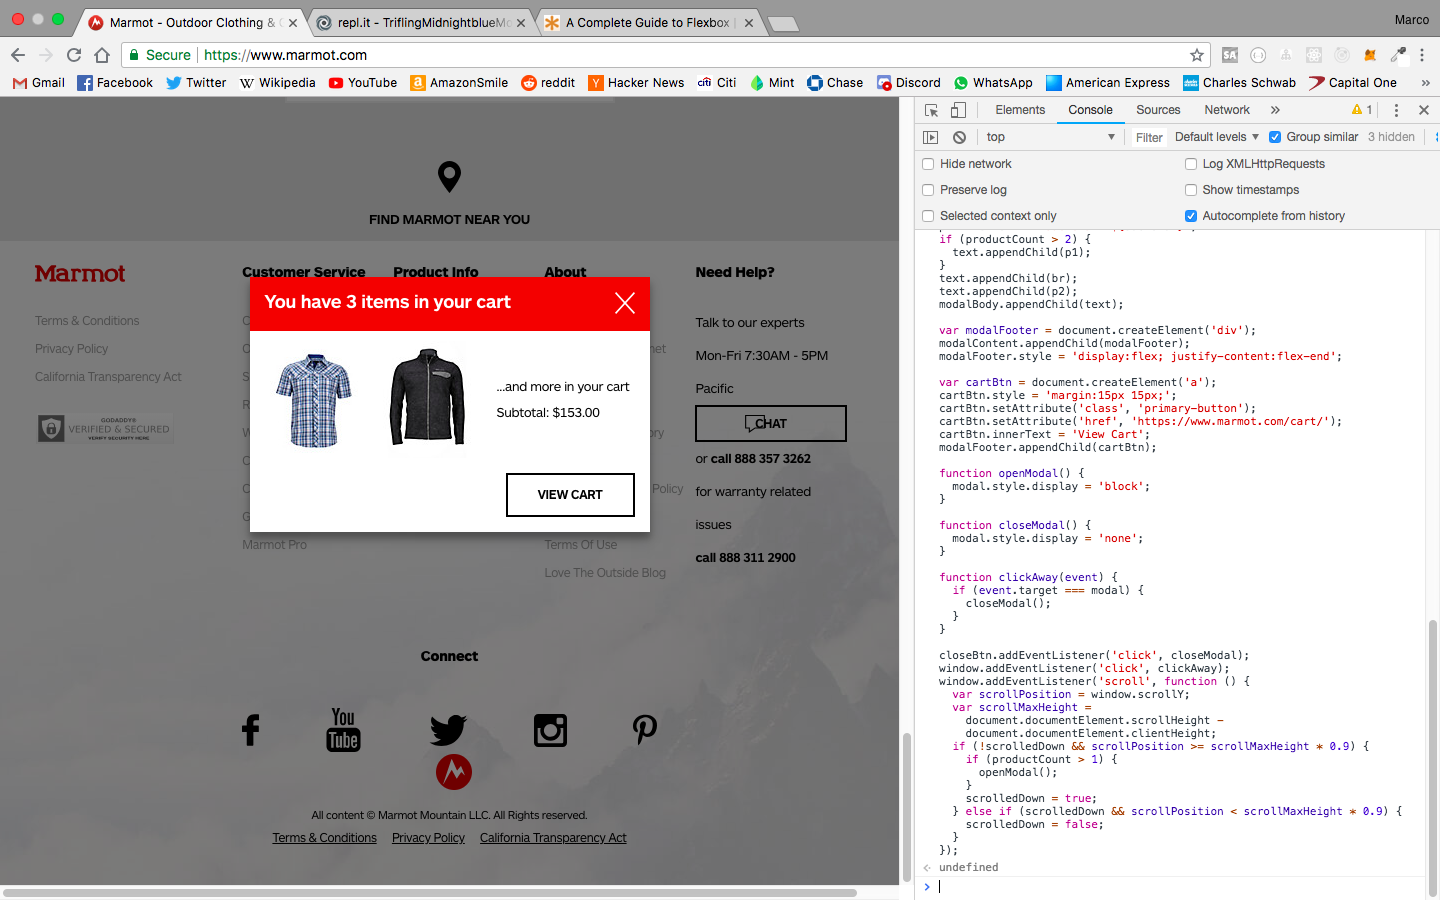 Marmot - Outdoor Clothing &
repl.it - TriflingMidnightblueMo
A Complete Guide to Flexbox
Marco
Secure https://www.marmot.com
SA
Gmail Facebook Twitter Wikipedia YouTube AmazonSmile reddit Hacker News Citi Mint Chase Discord WhatsApp American Express Charles Schwab Capital One »
FIND MARMOT NEAR YOU
Marmot
Terms & Conditions
Privacy Policy
California Transparency Act
GODADDY
VERIFIED & SECURED
VERIFY SECURITY HERE
Customer Service
Marmot Pro
Product Info
About
Policy
Terms Of Use
Love The Outside Blog
Need Help?
Talk to our experts
Mon-Fri 7:30AM - 5PM
Pacific
CHAT
or call 888 357 3262
for warranty related
issues
call 888 311 2900
You have 3 items in your cart
...and more in your cart
Subtotal: $153.00
VIEW CART
Connect
f
You
Tube
All content © Marmot Mountain LLC. All Rights reserved.
Terms & Conditions Privacy Policy California Transparency Act
Elements Console Sources Network » 1
top Filter Default levels Group similar 3 hidden
Hide network Log XMLHttpRequests
Preserve log Show timestamps
Selected context only Autocomplete from history
if (productCount > 2) {
text.appendChild(p1);
}
text.appendChild(br);
text.appendChild(p2);
modalBody.appendChild(text);
var modalFooter = document.createElement('div');
modalContent.appendChild(modalFooter);
modalFooter.style = 'display:flex; justify-content:flex-end';
var cartBtn = document.createElement('a');
cartBtn.style = 'margin:15px 15px;';
cartBtn.setAttribute('class', 'primary-button');
cartBtn.setAttribute('href', 'https://www.marmot.com/cart/');
cartBtn.innerText = 'View Cart';
modalFooter.appendChild(cartBtn);
function openModal() {
modal.style.display = 'block';
}
function closeModal() {
modal.style.display = 'none';
}
function clickAway(event) {
if (event.target === modal) {
closeModal();
}
}
closeBtn.addEventListener('click', closeModal);
window.addEventListener('click', clickAway);
window.addEventListener('scroll', function () {
var scrollPosition = window.scrollY;
var scrollMaxHeight =
document.documentElement.scrollHeight -
document.documentElement.clientHeight;
if (!scrolledDown && scrollPosition >= scrollMaxHeight * 0.9) {
if (productCount > 1) {
openModal();
}
scrolledDown = true;
} else if (scrolledDown && scrollPosition < scrollMaxHeight * 0.9) {
scrolledDown = false;
}
});
undefined